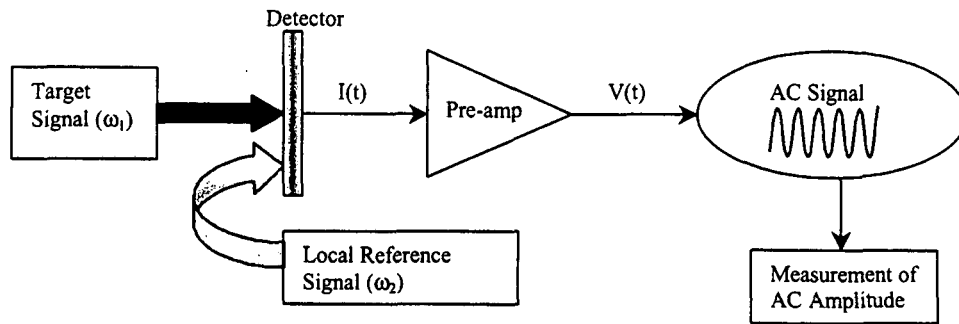 Detector
Target
Signal (ω₁)
I(t)
Pre-amp
V(t)
AC Signal
Local Reference
Signal (ω₂)
Measurement of
AC Amplitude